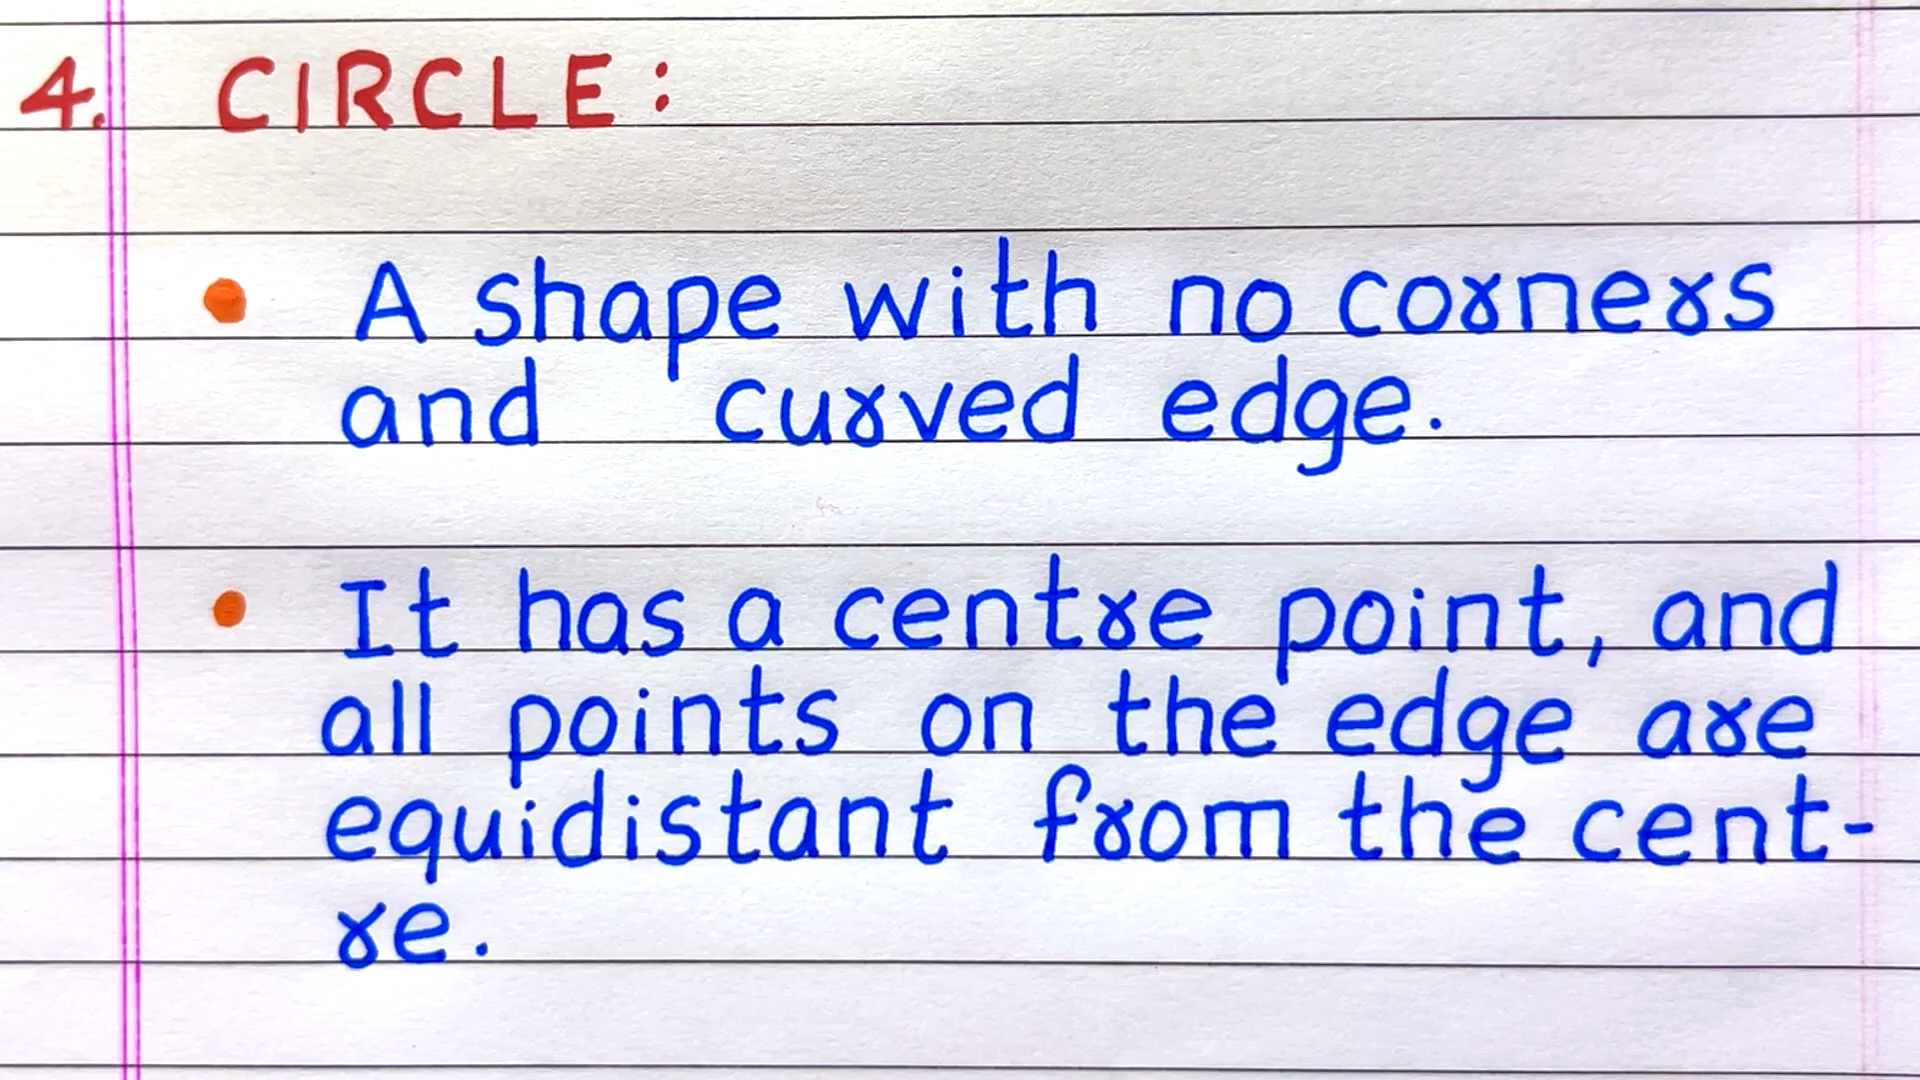 4. CIRCLE:
• A shape with no corners
and curved edge.
• It has a centre point, and
all points on the edge are
equidistant from the cent-
re.